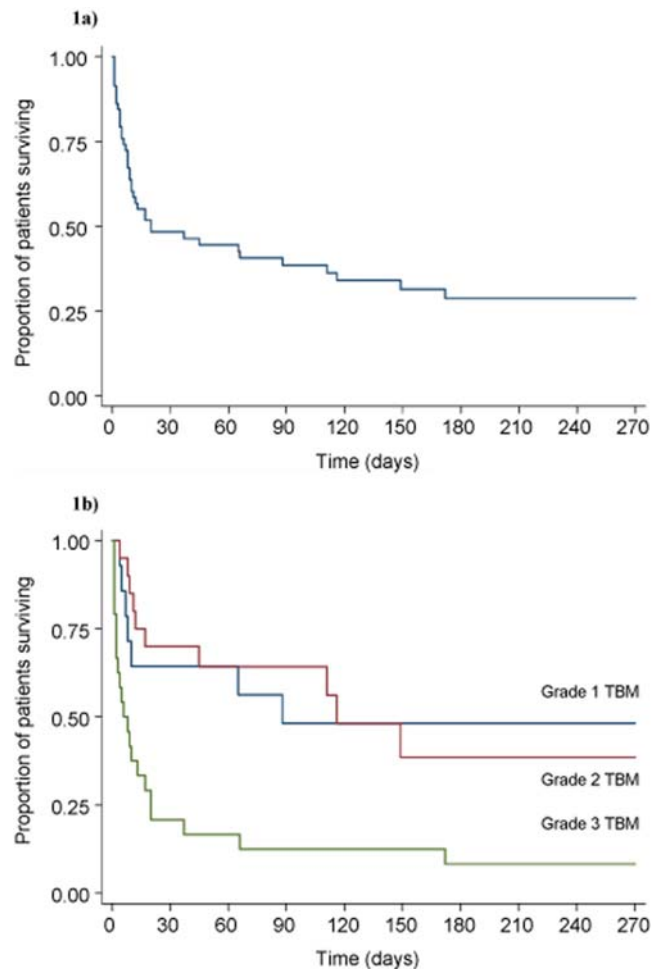 1a)
Proportion of patients surviving
1.00
0.75
0.50
0.25
0.00
0 30 60 90 120 150 180 210 240 270
Time (days)
1b)
Proportion of patients surviving
1.00
0.75
0.50
0.25
0.00
Grade 1 TBM
Grade 2 TBM
Grade 3 TBM
0 30 60 90 120 150 180 210 240 270
Time (days)